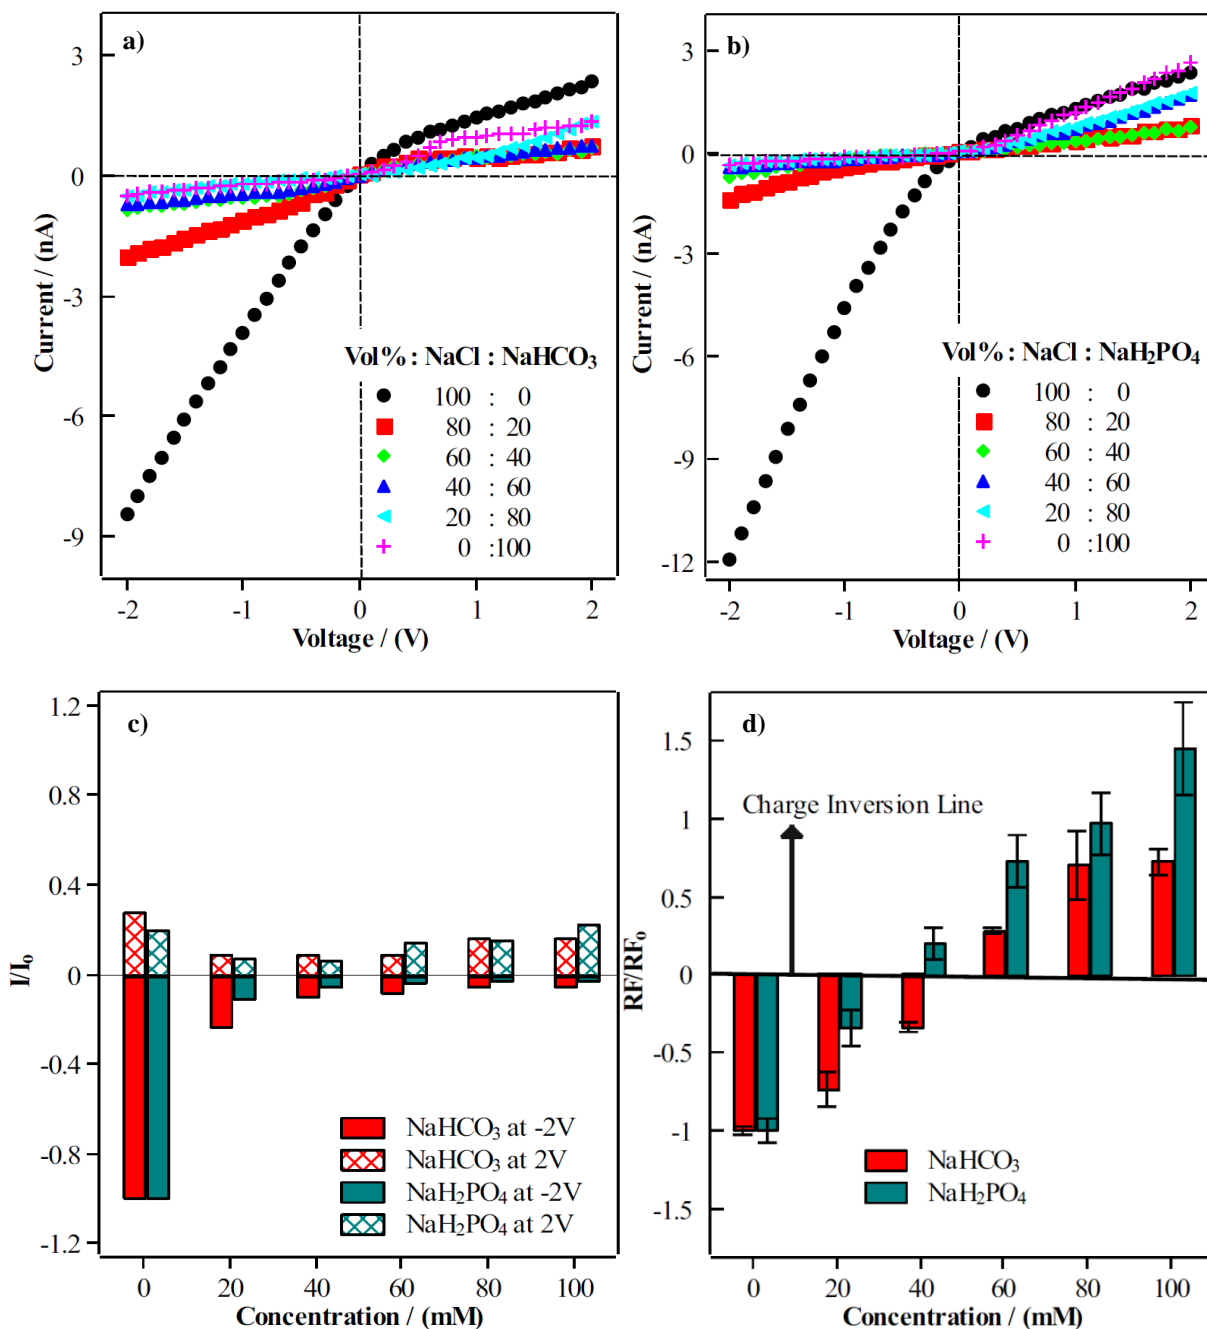 a)
3
0
-3
-6
-9
Current / (nA)
Vol% : NaCl : NaHCO₃
100 : 0
80 : 20
60 : 40
40 : 60
20 : 80
0 :100
-2 -1 0 1 2
Voltage / (V)
b)
3
0
-3
-6
-9
-12
Current / (nA)
Vol% : NaCl : NaH₂PO₄
100 : 0
80 : 20
60 : 40
40 : 60
20 : 80
0 :100
-2 -1 0 1 2
Voltage / (V)
c)
1.2
0.8
0.4
0
-0.4
-0.8
-1.2
I/Iₒ
NaHCO₃ at -2V
NaHCO₃ at 2V
NaH₂PO₄ at -2V
NaH₂PO₄ at 2V
0 20 40 60 80 100
Concentration / (mM)
d)
1.5
1
0.5
0
-0.5
-1
-1.5
RF/RFₒ
Charge Inversion Line
NaHCO₃
NaH₂PO₄
0 20 40 60 80 100
Concentration / (mM)